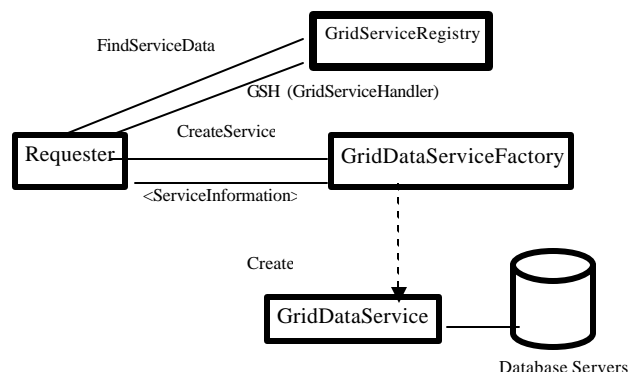 GridServiceRegistry
FindServiceData
GSH (GridServiceHandler)
CreateService
Requester
GridDataServiceFactory
<ServiceInformation>
Create
GridDataService
Database Servers